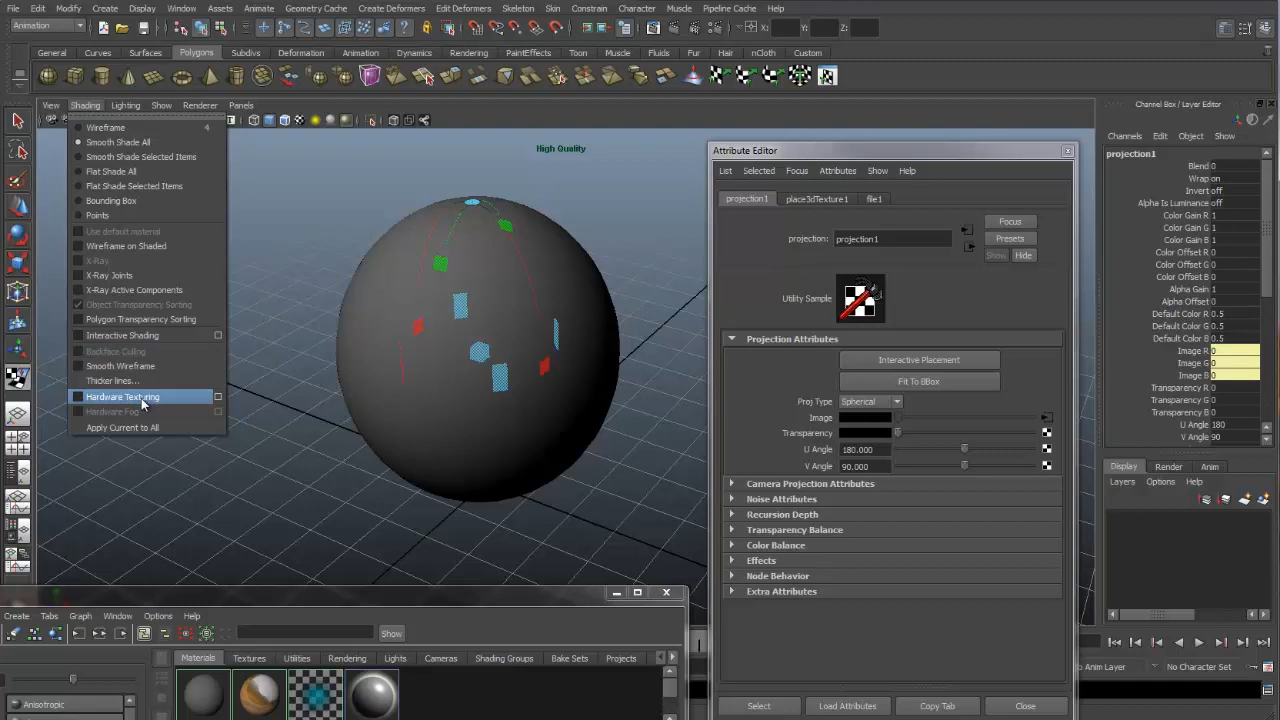 File Edit Modify Create Display Window Assets Animate Geometry Cache Create Deformers Edit Deformers Skeleton Skin Constrain Character Muscle Pipeline Cache Help
Animation X: Y: Z:
General Curves Surfaces Polygons Subdivs Deformation Animation Dynamics Rendering PaintEffects Toon Muscle Fluids Fur Hair nCloth Custom
View Shading Lighting Show Renderer Panels
Wireframe 4
Smooth Shade All
Smooth Shade Selected Items
Flat Shade All
Flat Shade Selected Items
Bounding Box
Points
Use default material
Wireframe on Shaded
X-Ray
X-Ray Joints
X-Ray Active Components
Object Transparency Sorting
Polygon Transparency Sorting
Interactive Shading
Backface Culling
Smooth Wireframe
Thicker lines...
Hardware Texturing
Hardware Fog
Apply Current to All
High Quality
Attribute Editor
List Selected Focus Attributes Show Help
projection1 place3dTexture1 file1
projection: projection1
Focus
Presets
Show Hide
Utility Sample
Projection Attributes
Interactive Placement
Fit To BBox
Proj Type Spherical
Image
Transparency
U Angle 180.000
V Angle 90.000
Camera Projection Attributes
Noise Attributes
Recursion Depth
Transparency Balance
Color Balance
Effects
Node Behavior
Extra Attributes
Select Load Attributes Copy Tab Close
Channel Box / Layer Editor
Channels Edit Object Show
projection1
Blend 0
Wrap on
Invert off
Alpha Is Luminance off
Color Gain R 1
Color Gain G 1
Color Gain B 1
Color Offset R 0
Color Offset G 0
Color Offset B 0
Alpha Gain 1
Alpha Offset 0
Default Color R 0.5
Default Color G 0.5
Default Color B 0.5
Image R 0
Image G 0
Image B 0
Transparency R 0
Transparency G 0
Transparency B 0
U Angle 180
V Angle 90
Display Render Anim
Layers Options Help
Create Tabs Graph Window Options Help
Show
Materials Textures Utilities Rendering Lights Cameras Shading Groups Bake Sets Projects
Anisotropic
Anim Layer No Character Set